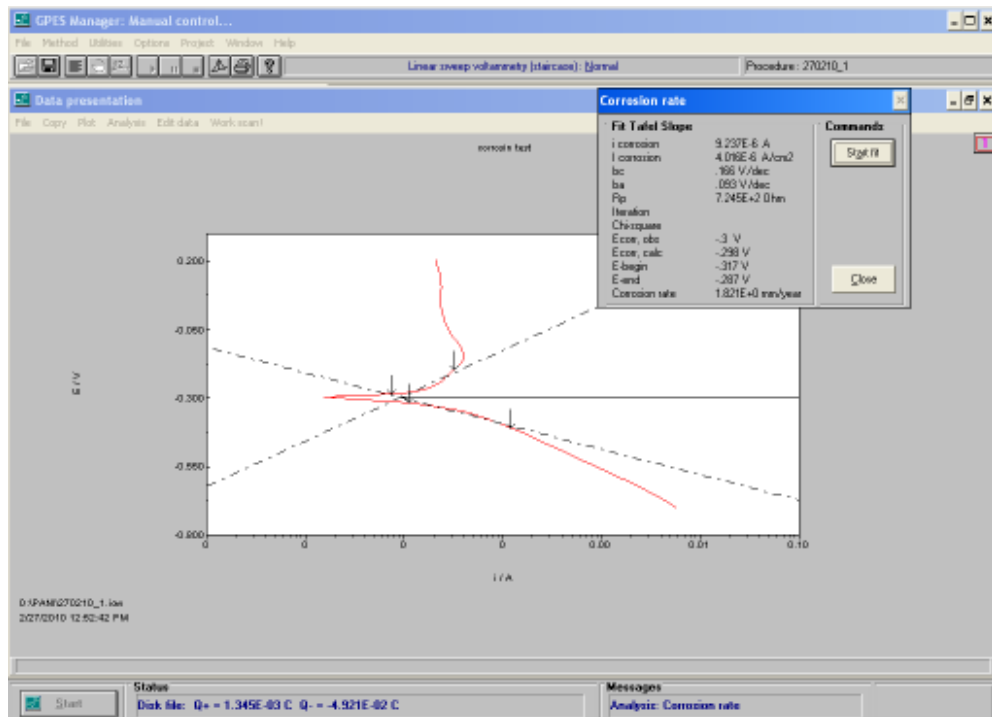 GPES Manager: Manual control...
File Method Utilities Options Project Window Help
Linear sweep voltammetry (staircase): Normal
Procedure: 270210_1
Data presentation
File Copy Plot Analysis Edit data Work scan!
corrosin test
Corrosion rate
Fit Tafel Slope
i corrosion 9.237E-6 A
I corrosion 4.016E-6 A/cm2
bc .166 V/dec
ba .093 V/dec
Rp 7.245E+2 Ohm
Iteration
Chi-square
Ecorr, obs -.3 V
Ecorr, calc -.298 V
E-begin -.317 V
E-end -.287 V
Corrosion rate 1.821E+0 mm/year
Commands
Start fit
Close
0.200
-0.050
-0.300
-0.550
-0.800
E / V
0 0 0 0 0.00 0.01 0.10
i / A
D:\PANI\270210_1.iow
2/27/2010 12:52:42 PM
Start
Status
Disk file: Q+ = 1.345E-03 C Q- = -4.921E-02 C
Messages
Analysis: Corrosion rate